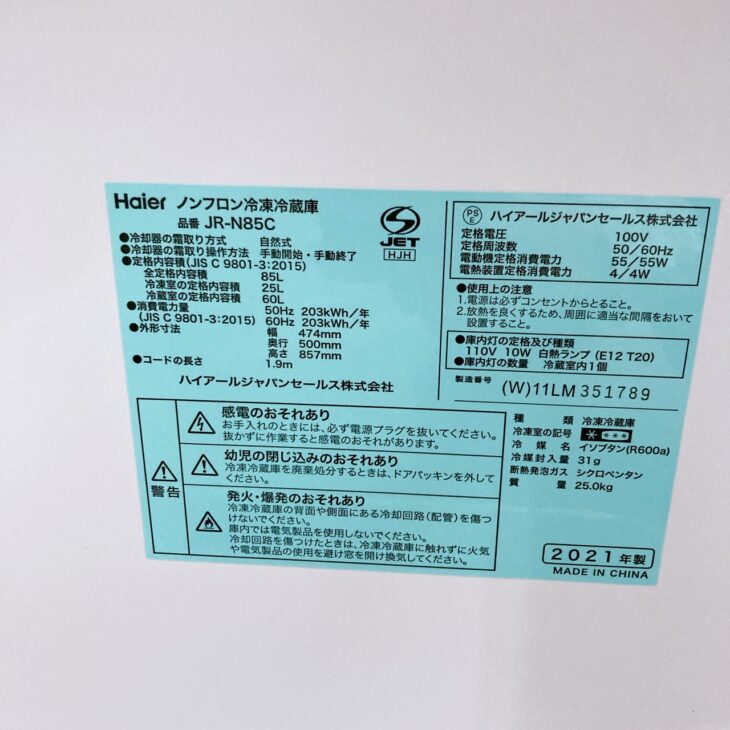 Haier ノンフロン冷凍冷蔵庫
品番 JR-N85C
JET
HJH
●冷却器の霜取り方式 自然式
●冷却器の霜取り操作方法 手動開始・手動終了
●定格内容積(JIS C 9801-3:2015)
全定格内容積 85L
冷凍室の定格内容積 25L
冷蔵室の定格内容積 60L
●消費電力量 50Hz 203kWh/年
(JIS C 9801-3:2015) 60Hz 203kWh/年
●外形寸法 幅 474mm
奥行 500mm
高さ 857mm
●コードの長さ 1.9m
ハイアールジャパンセールス株式会社
PSE ハイアールジャパンセールス株式会社
定格電圧 100V
定格周波数 50/60Hz
電動機定格消費電力 55/55W
電熱装置定格消費電力 4/4W
●使用上の注意
1.電源は必ずコンセントからとること。
2.放熱を良くするため、周囲に適当な間隔をおいて
設置すること。
●庫内灯の定格及び種類
110V 10W 白熱ランプ(E12 T20)
●庫内灯の数量 冷蔵室内1個
製造番号 (W)11LM351789
警告
感電のおそれあり
お手入れのときには、必ず電源プラグを抜いてください。
抜かずに作業すると感電のおそれあり。
幼児の閉じ込みのおそれあり
冷凍冷蔵庫を廃棄処分するときは、ドアパッキンを外して
ください。
発火・爆発のおそれあり
冷凍冷蔵庫の背面や側面にある冷却回路(配管)を傷つ
けないでください。
庫内では電気製品を使用しないでください。
冷却回路を傷つけたときは、冷凍冷蔵庫に触れずに火気
や電気製品の使用を避け窓を開け換気してください。
種類 冷凍冷蔵庫
冷凍室の記号 ****
冷媒名 イソブタン(R600a)
冷媒封入量 31g
断熱発泡ガス シクロペンタン
質量 25.0kg
2021年製
MADE IN CHINA